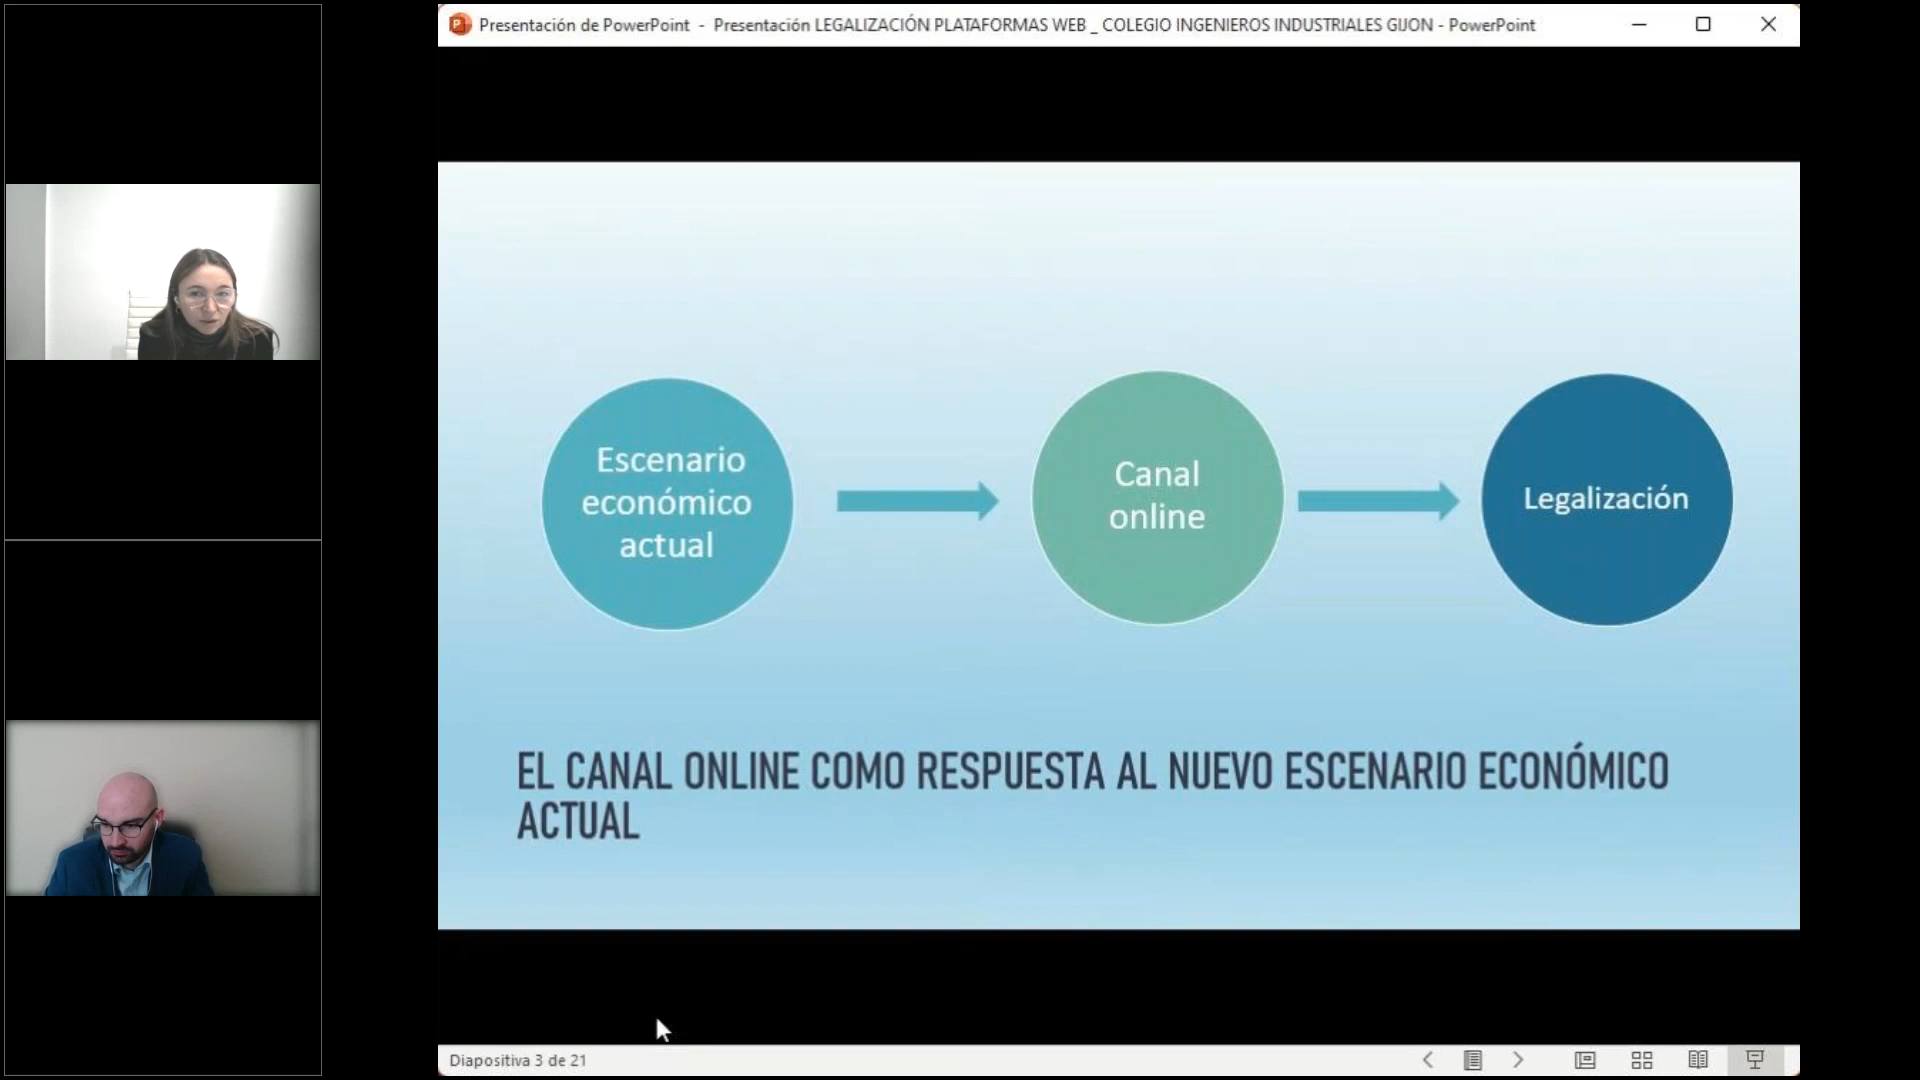 Presentación de PowerPoint - Presentación LEGALIZACIÓN PLATAFORMAS WEB _ COLEGIO INGENIEROS INDUSTRIALES GIJON - PowerPoint
Escenario
económico
actual
Canal
online
Legalización
EL CANAL ONLINE COMO RESPUESTA AL NUEVO ESCENARIO ECONÓMICO
ACTUAL
Diapositiva 3 de 21